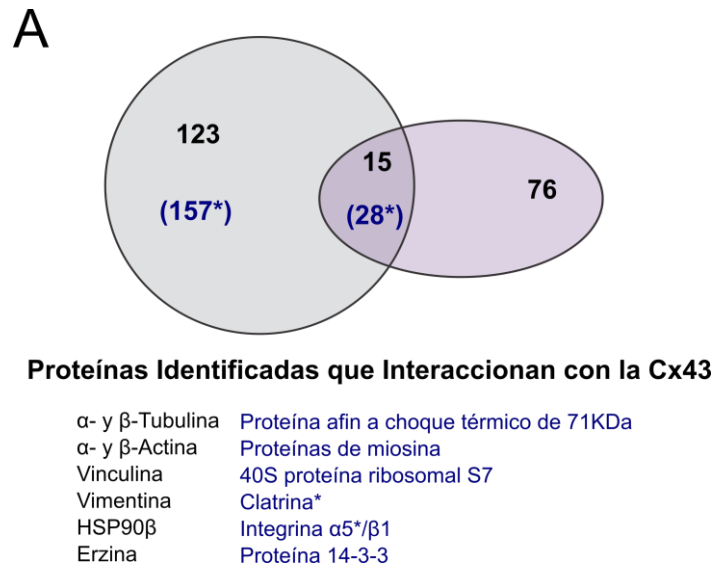 A
123
15
76
(157*)
(28*)
Proteínas Identificadas que Interaccionan con la Cx43
α- y β-Tubulina Proteína afin a choque térmico de 71KDa
α- y β-Actina Proteínas de miosina
Vinculina 40S proteína ribosomal S7
Vimentina Clatrina*
HSP90β Integrina α5*/β1
Erzina Proteína 14-3-3